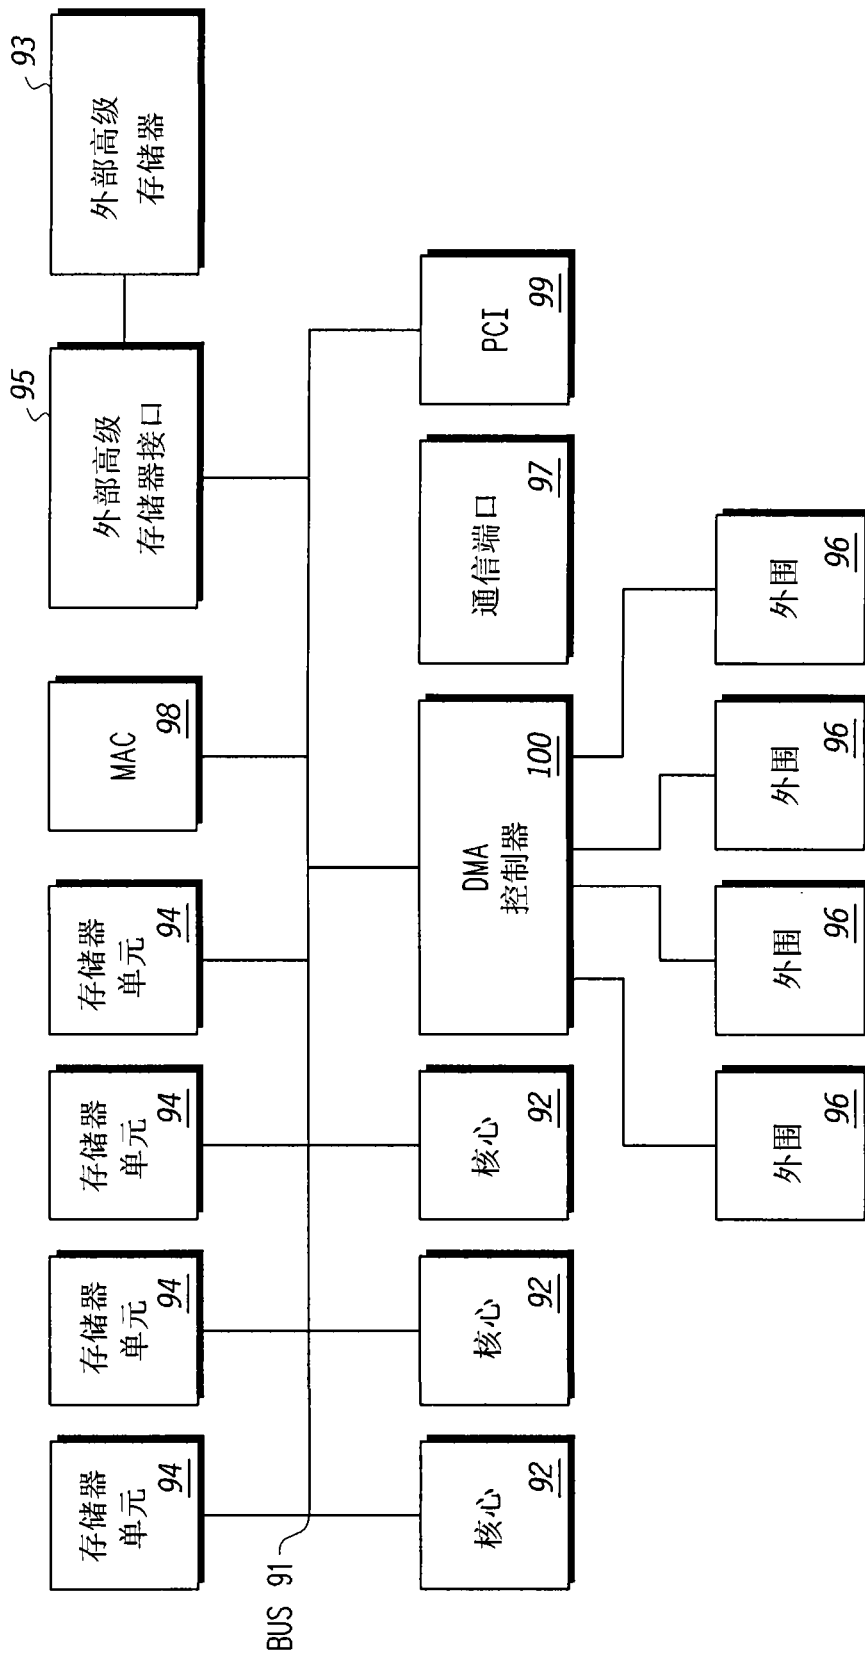 存储器
单元
94
存储器
单元
94
存储器
单元
94
存储器
单元
94
MAC
98
外部高级
存储器接口
95
外部高级
存储器
93
BUS 91
核心
92
核心
92
核心
92
DMA
控制器
100
通信端口
97
PCI
99
外围
96
外围
96
外围
96
外围
96